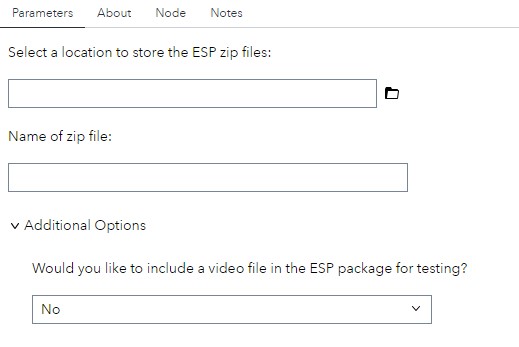 Parameters About Node Notes
Select a location to store the ESP zip files:
Name of zip file:
Additional Options
Would you like to include a video file in the ESP package for testing?
No